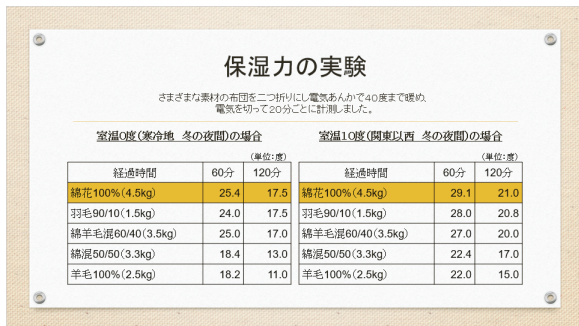 保湿力の実験
さまざまな素材の布団を二つ折りにし電気あんかで40度まで暖め、
電気を切って20分ごとに計測しました。
室温0度(寒冷地 冬の夜間)の場合
(単位:度)
経過時間 60分 120分
綿花100%(4.5kg) 25.4 17.5
羽毛90/10(1.5kg) 24.0 17.5
綿羊毛混60/40(3.5kg) 25.0 17.0
綿混50/50(3.3kg) 18.4 13.0
羊毛100%(2.5kg) 18.2 11.0
室温10度(関東以西 冬の夜間)の場合
(単位:度)
経過時間 60分 120分
綿花100%(4.5kg) 29.1 21.0
羽毛90/10(1.5kg) 28.0 20.8
綿羊毛混60/40(3.5kg) 27.0 20.0
綿混50/50(3.3kg) 22.4 17.0
羊毛100%(2.5kg) 22.0 15.0